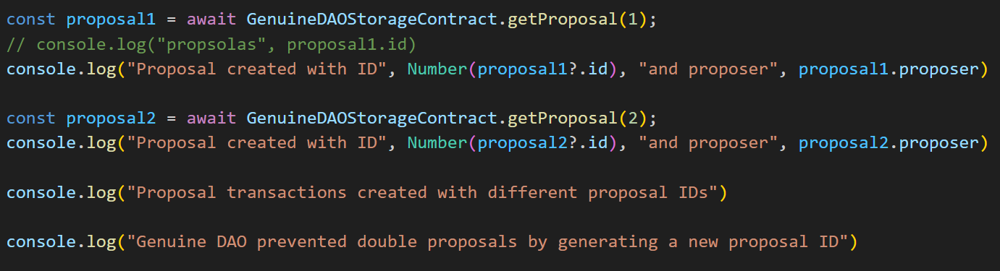 const proposal1 = await GenuineDAOStorageContract.getProposal(1);
// console.log("propsolas", proposal1.id)
console.log("Proposal created with ID", Number(proposal1?.id), "and proposer", proposal1.proposer)
const proposal2 = await GenuineDAOStorageContract.getProposal(2);
console.log("Proposal created with ID", Number(proposal2?.id), "and proposer", proposal2.proposer)
console.log("Proposal transactions created with different proposal IDs")
console.log("Genuine DAO prevented double proposals by generating a new proposal ID")